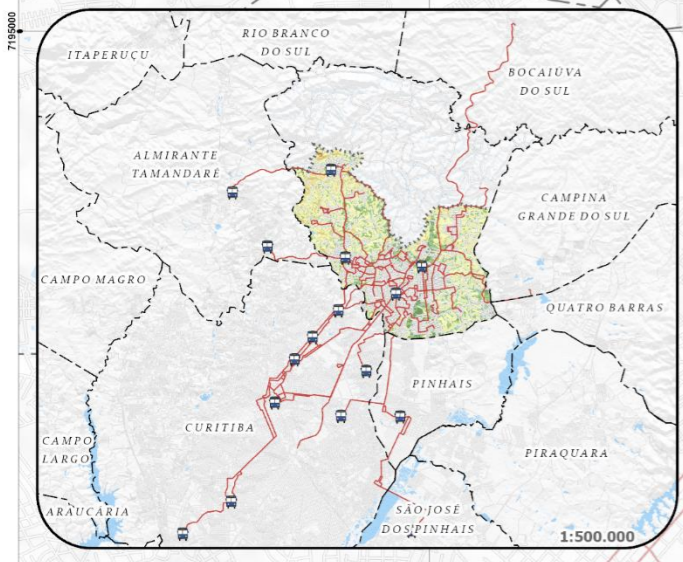 7195000
RIO BRANCO
DO SUL
ITAPERUÇU
BOCAIÚVA
DO SUL
ALMIRANTE
TAMANDARÉ
CAMPINA
GRANDE DO SUL
CAMPO MAGRO
QUATRO BARRAS
PINHAIS
CURITIBA
CAMPO
LARGO
PIRAQUARA
ARAUCÁRIA
SÃO JOSÉ
DOS PINHAIS
1:500.000